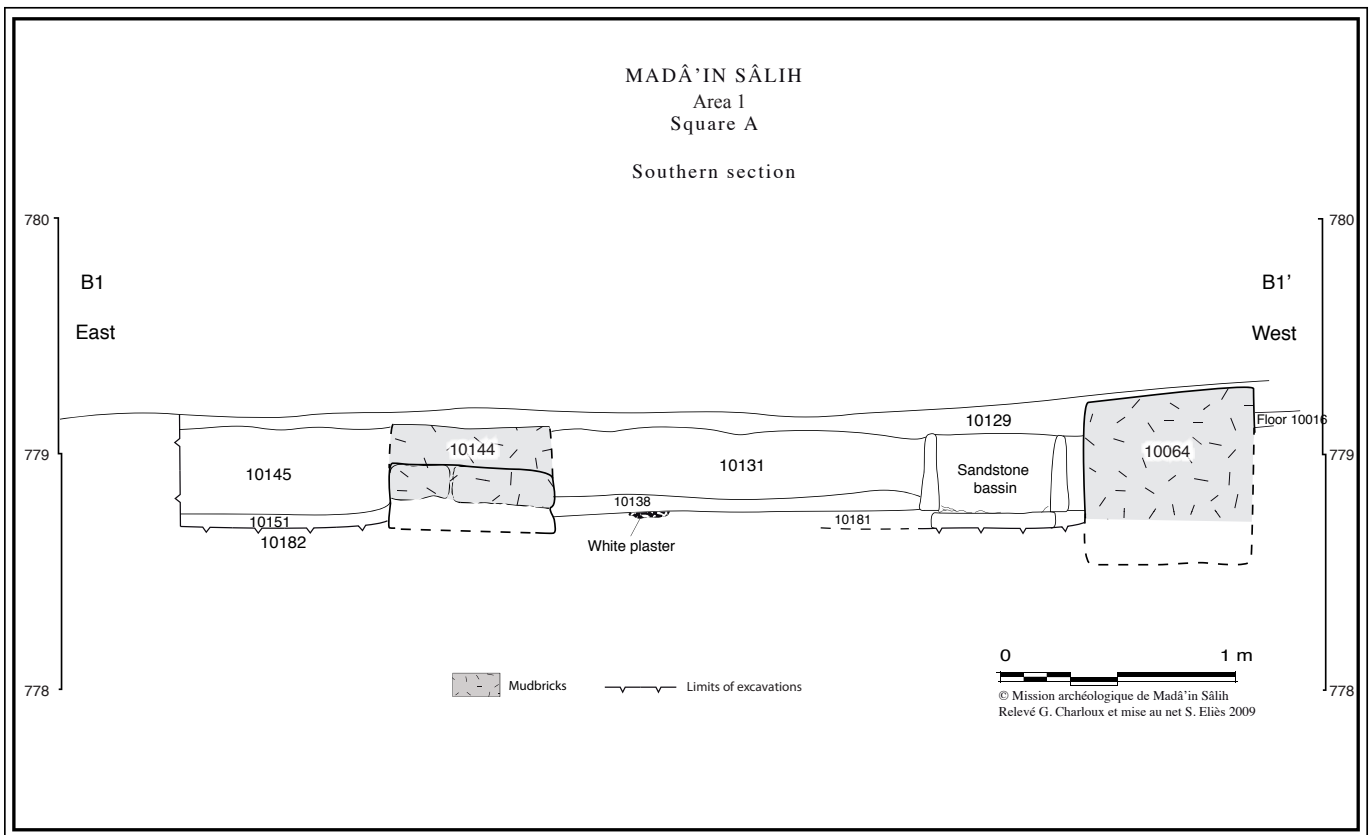 MADÂ’IN SÂLIH
Area 1
Square A
Southern section
780
780
B1
B1’
East
West
10129
Floor 10016
779
10144
10064
779
10145
10131
Sandstone
bassin
10138
10151
10181
10182
White plaster
0 1 m
778
Mudbricks
Limits of excavations
778
© Mission archéologique de Madâ’in Sâlih
Relevé G. Charloux et mise au net S. Eliès 2009